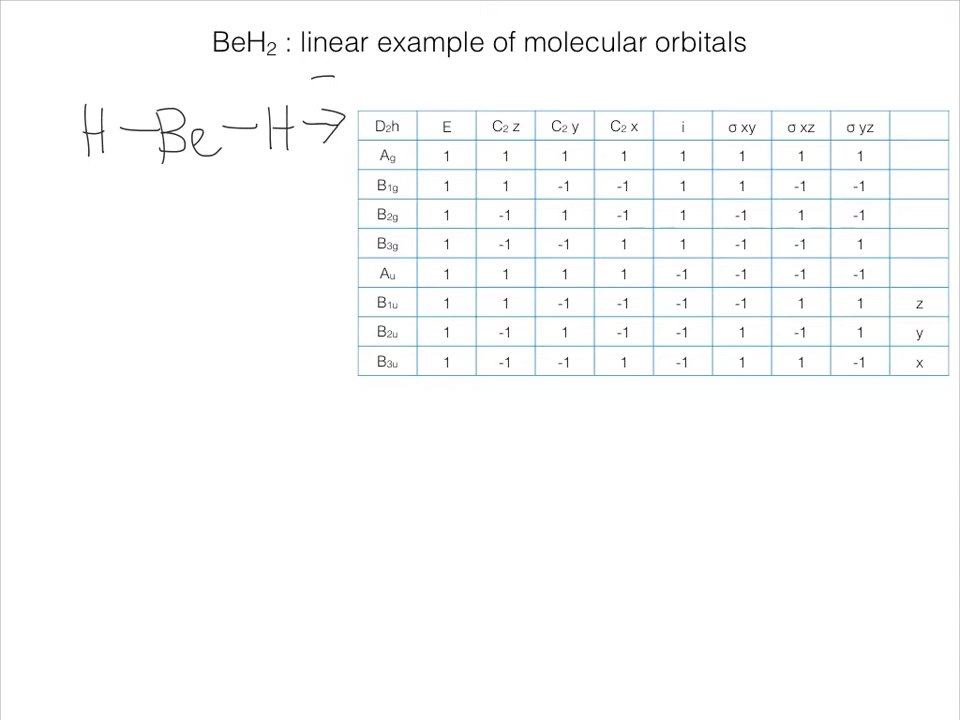 BeH₂ : linear example of molecular orbitals
H—Be—H →
D₂h E C₂ z C₂ y C₂ x i σ xy σ xz σ yz
Ag 1 1 1 1 1 1 1 1
B₁g 1 1 -1 -1 1 1 -1 -1
B₂g 1 -1 1 -1 1 -1 1 -1
B₃g 1 -1 -1 1 1 -1 -1 1
Au 1 1 1 1 -1 -1 -1 -1
B₁u 1 1 -1 -1 -1 -1 1 1 z
B₂u 1 -1 1 -1 -1 1 -1 1 y
B₃u 1 -1 -1 1 -1 1 1 -1 x